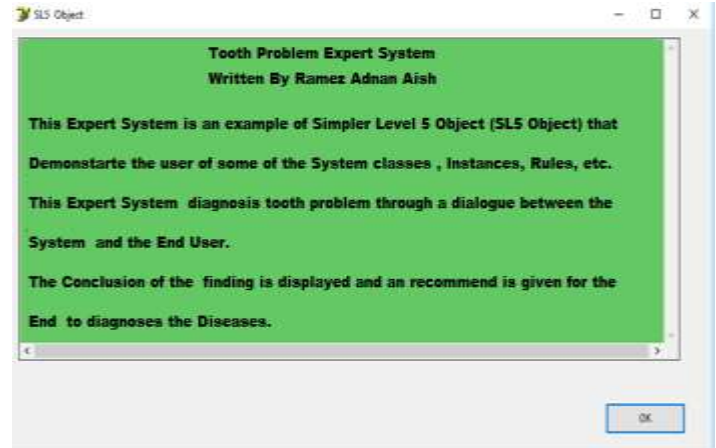 SL5 Object
Tooth Problem Expert System
Written By Ramez Adnan Aish
This Expert System is an example of Simpler Level 5 Object (SL5 Object) that
Demonstarte the user of some of the System classes , Instances, Rules, etc.
This Expert System diagnosis tooth problem through a dialogue between the
System and the End User.
The Conclusion of the finding is displayed and an recommend is given for the
End to diagnoses the Diseases.
OK